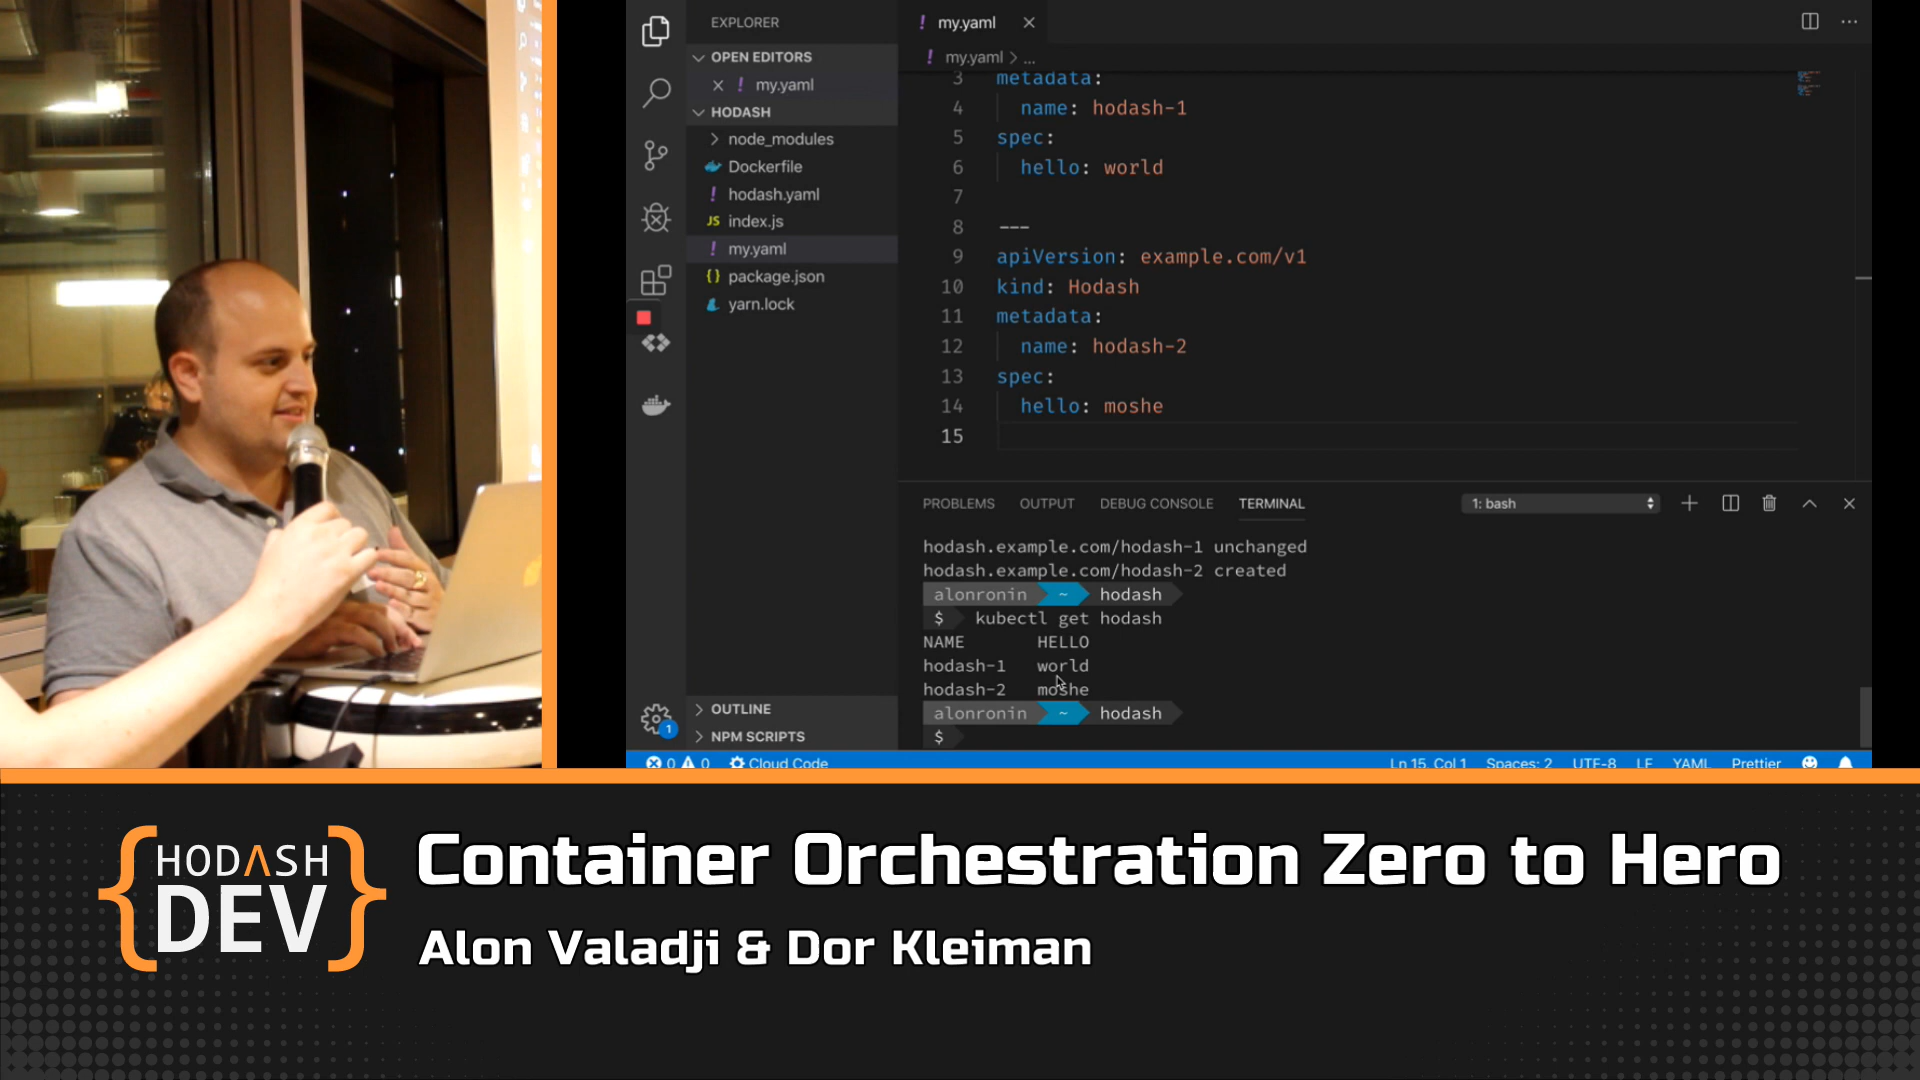 EXPLORER
OPEN EDITORS
my.yaml
HODASH
node_modules
Dockerfile
hodash.yaml
JS index.js
my.yaml
{} package.json
yarn.lock
OUTLINE
NPM SCRIPTS
1
my.yaml
my.yaml > ...
3 metadata:
4 name: hodash-1
5 spec:
6 hello: world
7
8 ---
9 apiVersion: example.com/v1
10 kind: Hodash
11 metadata:
12 name: hodash-2
13 spec:
14 hello: moshe
15
PROBLEMS OUTPUT DEBUG CONSOLE TERMINAL 1: bash
hodash.example.com/hodash-1 unchanged
hodash.example.com/hodash-2 created
alonronin ~ hodash
$ kubectl get hodash
NAME HELLO
hodash-1 world
hodash-2 moshe
alonronin ~ hodash
$
0 0 Cloud Code Ln 15, Col 1 Spaces: 2 UTF-8 LF YAML Prettier
{HODASH
DEV}
Container Orchestration Zero to Hero
Alon Valadji & Dor Kleiman